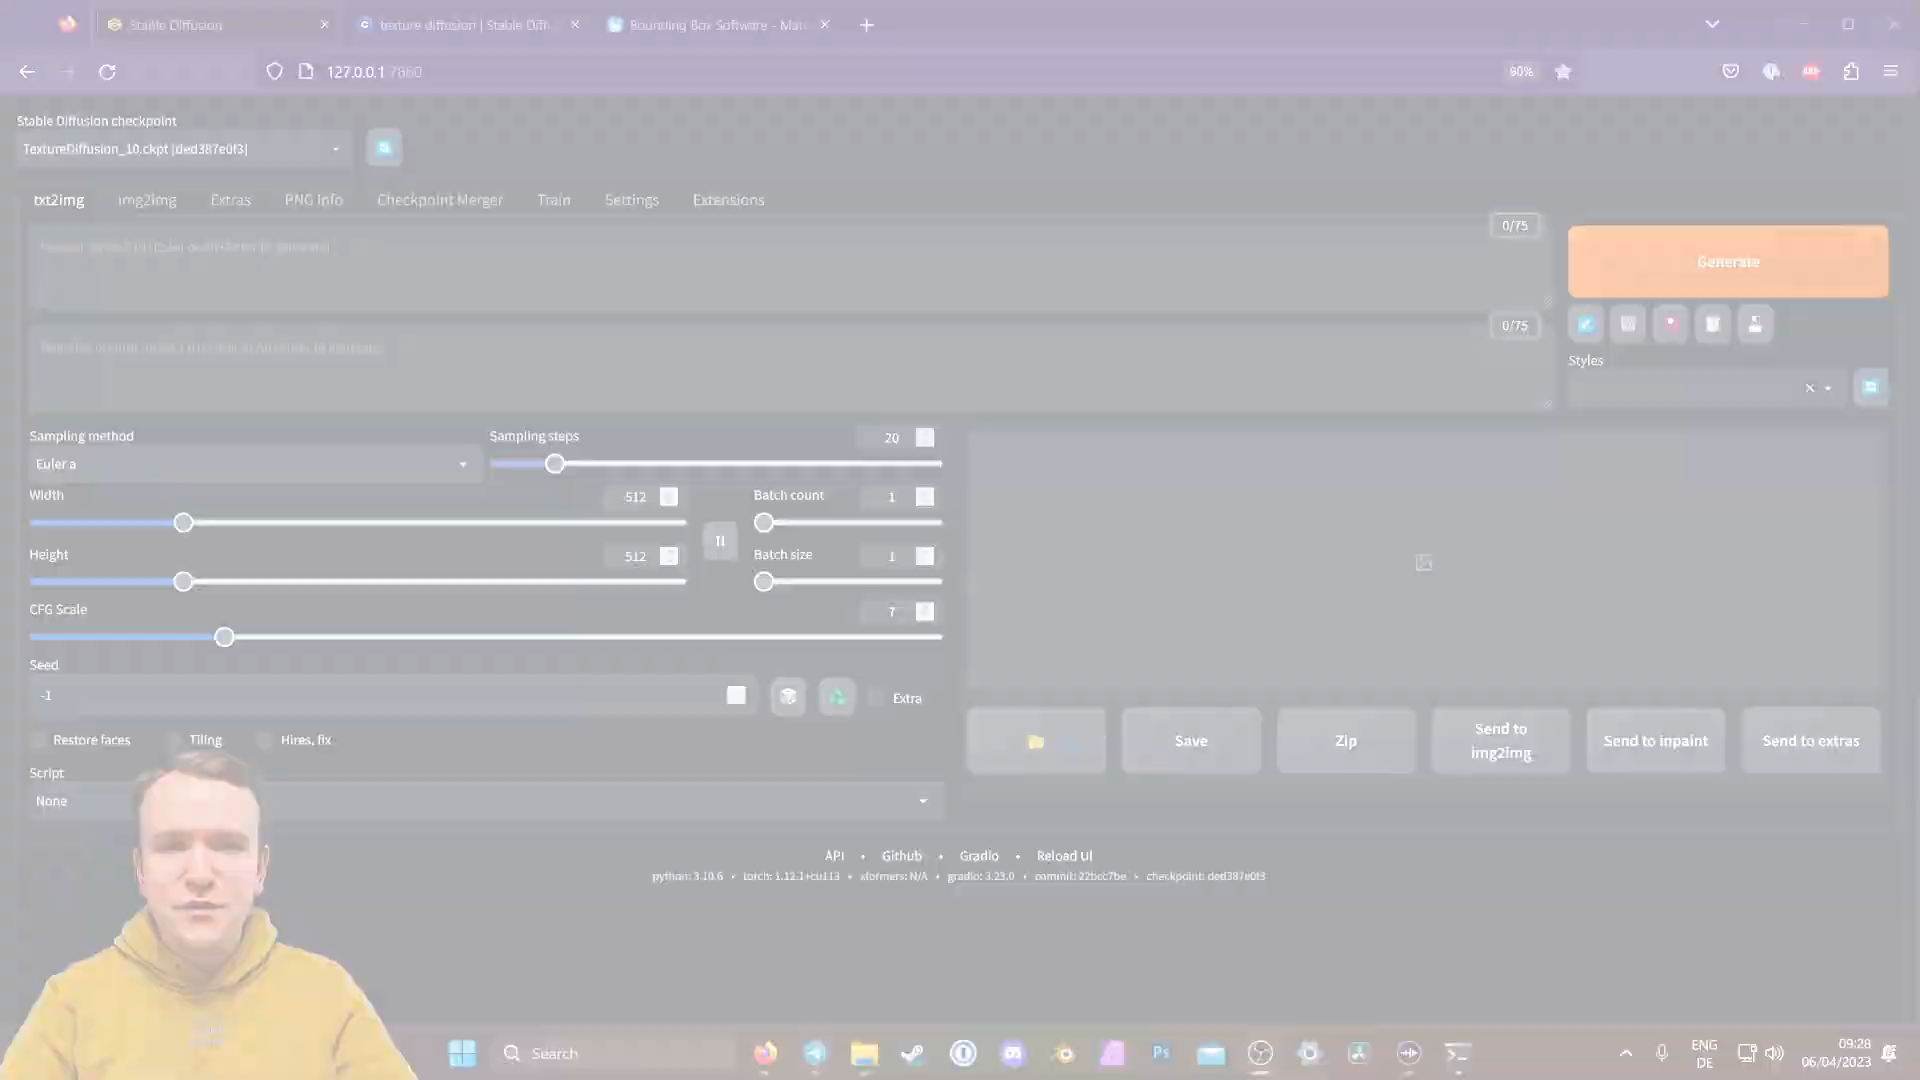 Stable Diffusion
texture diffusion | Stable Diff
Bounding Box Software - Mat
127.0.0.1:7860
90%
Stable Diffusion checkpoint
TextureDiffusion_10.ckpt [ded387e0f3]
txt2img
img2img
Extras
PNG Info
Checkpoint Merger
Train
Settings
Extensions
0/75
Generate
0/75
Styles
Sampling method
Sampling steps
20
Euler a
Width
512
Batch count
1
Height
512
Batch size
1
CFG Scale
7
Seed
-1
Extra
Restore faces
Tiling
Hires. fix
Save
Zip
Send to
img2img
Send to inpaint
Send to extras
Script
None
API • Github • Gradio • Reload UI
python: 3.10.6 • torch: 1.12.1+cu113 • xformers: N/A • gradio: 3.23.0 • commit: 22bcc7be • checkpoint: ded387e0f3
Search
Ps
ENG
DE
09:28
06/04/2023